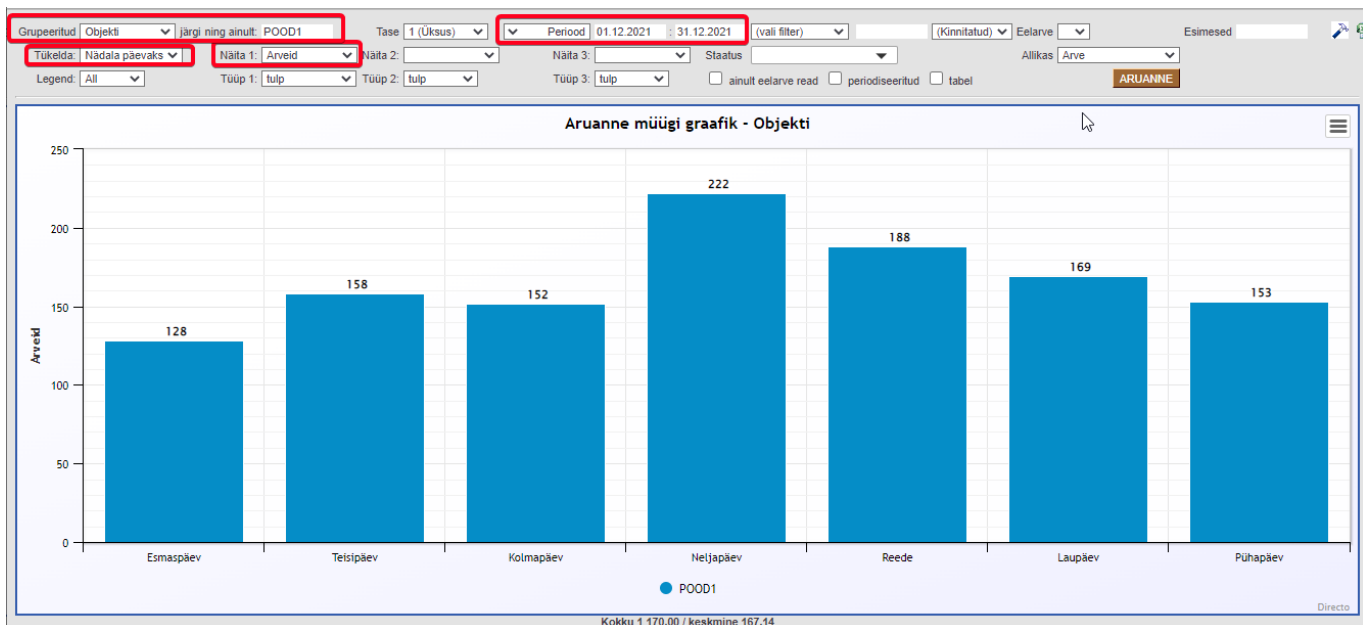 Grupeeritud Objekti järgi ning ainult: POOD1 Tase 1 (Üksus) Periood 01.12.2021 : 31.12.2021 (vali filter) (Kinnitatud) Eelarve Esimesed
Tükelda: Nädala päevaks Näita 1: Arveid Näita 2: Näita 3: Staatus Allikas Arve
Legend: All Tüüp 1: tulp Tüüp 2: tulp Tüüp 3: tulp ainult eelarve read periodiseeritud tabel ARUANNE
Aruanne müügi graafik - Objekti
250
200
150
100
50
0
Arveid
128
158
152
222
188
169
153
Esmaspäev Teisipäev Kolmapäev Neljapäev Reede Laupäev Pühapäev
POOD1
Directo
Kokku 1 170.00 / keskmine 167.14